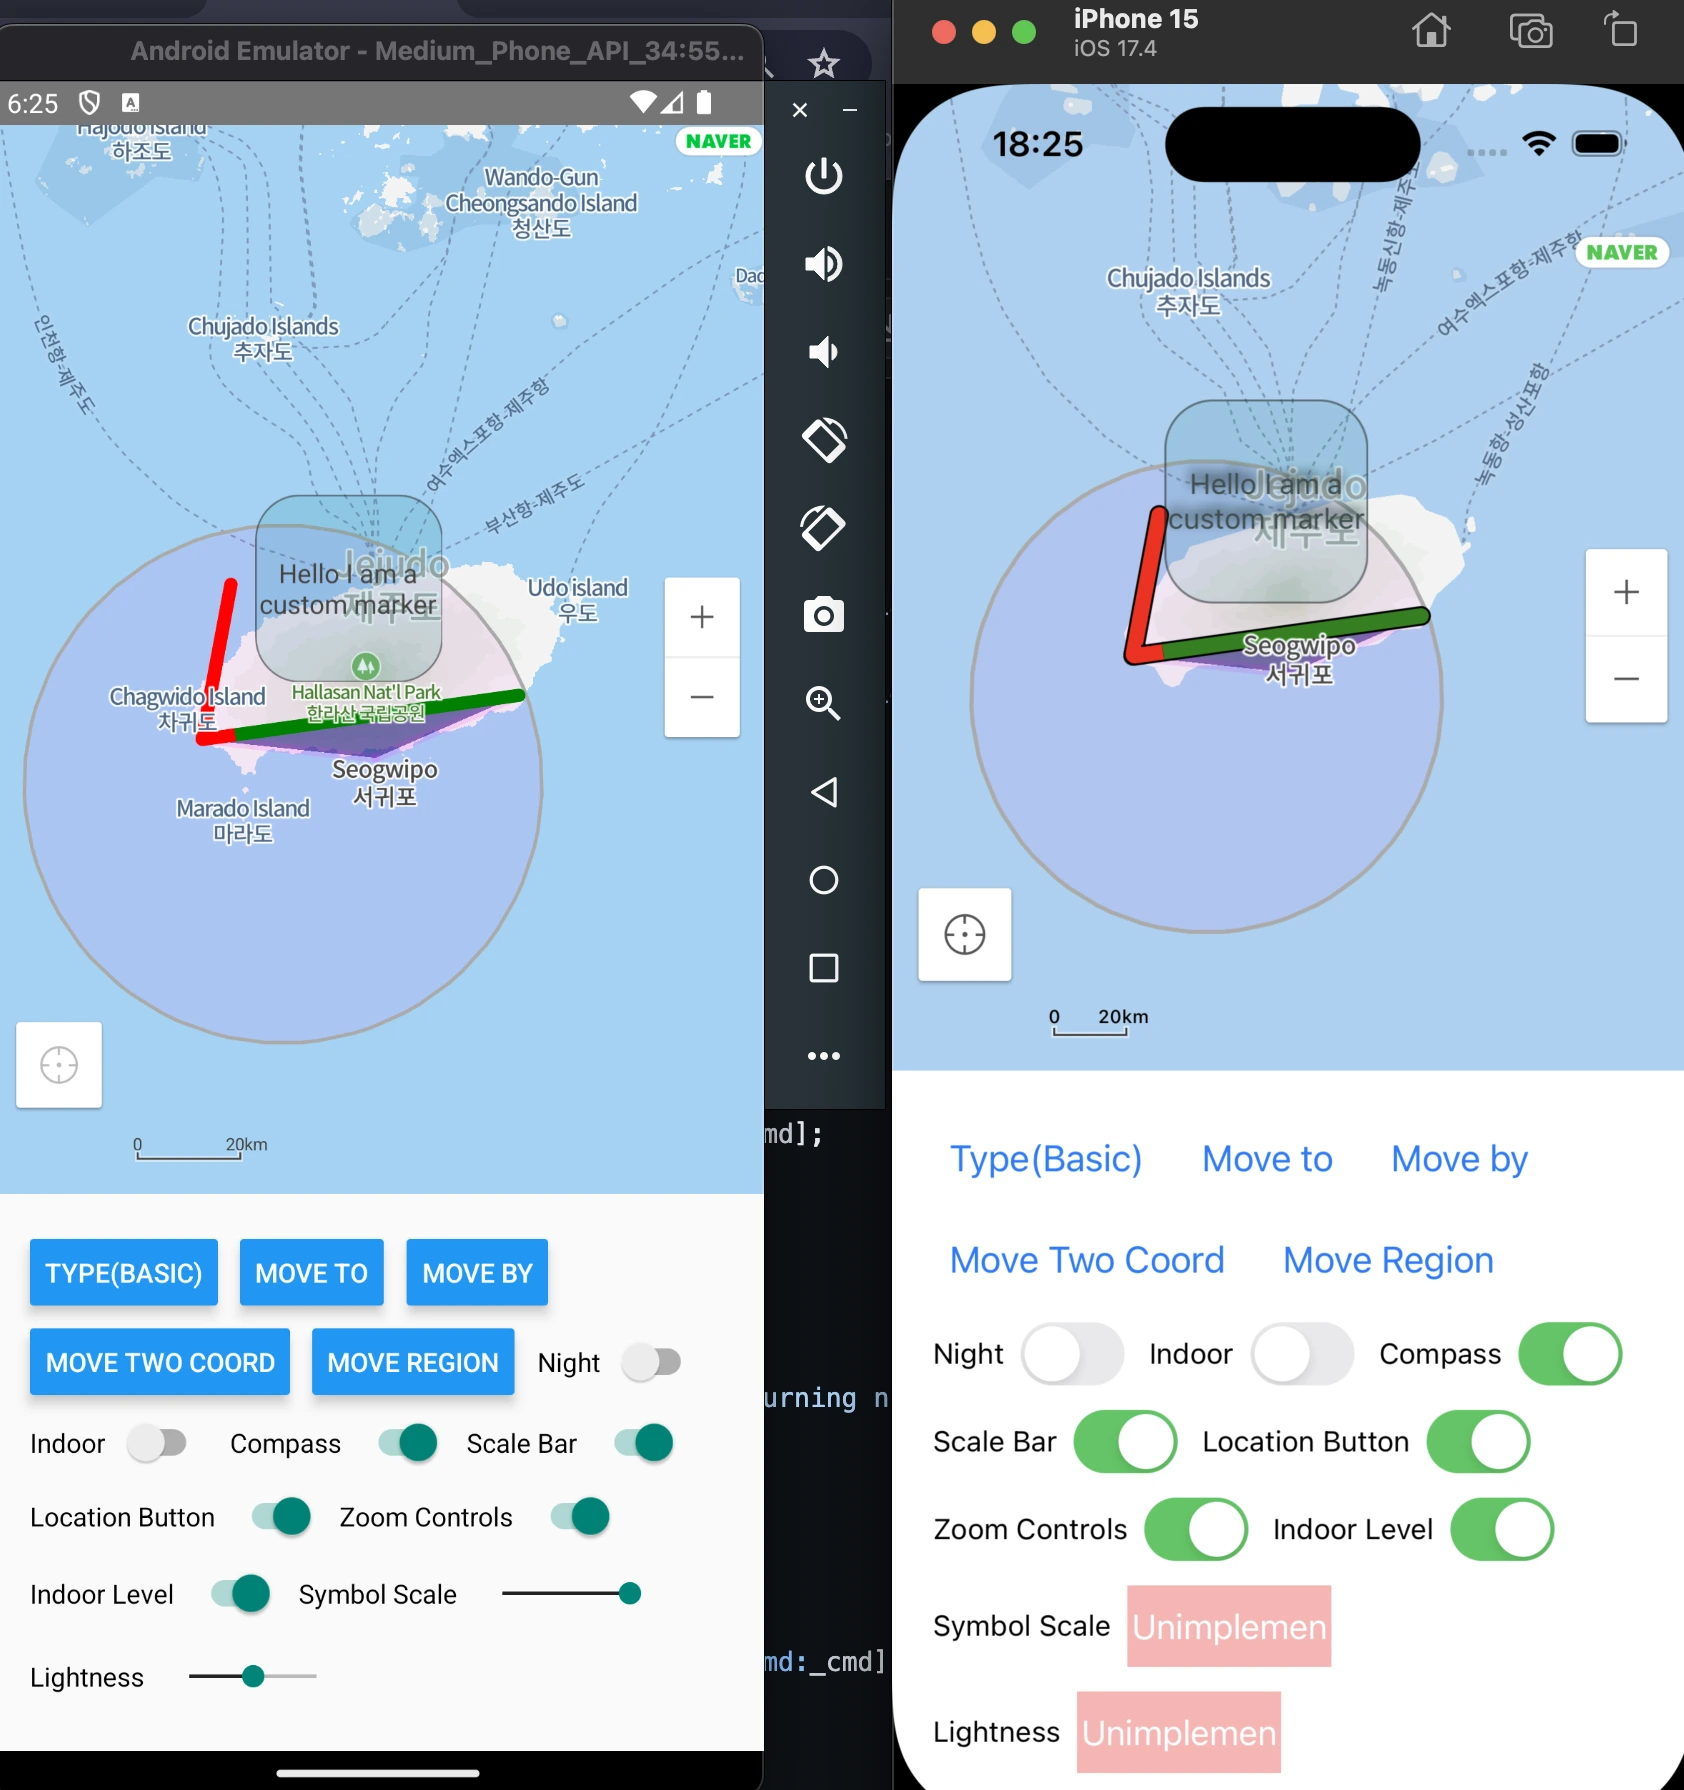 Android Emulator - Medium_Phone_API_34:55...
6:25
A
NAVER
Hajodo Island
하조도
Wando-Gun
Cheongsando Island
청산도
Chujado Islands
추자도
인천항-제주도
여수엑스포항-제주항
부산항-제주도
Jejudo
제주도
Hello I am a
custom marker
Udo island
우도
Chagwido Island
차귀도
Hallasan Nat'l Park
한라산 국립공원
Seogwipo
서귀포
Marado Island
마라도
+
−
0 20km
TYPE(BASIC) MOVE TO MOVE BY
MOVE TWO COORD MOVE REGION Night
Indoor Compass Scale Bar
Location Button Zoom Controls
Indoor Level Symbol Scale
Lightness
md];
urning n
md:_cmd]
iPhone 15
iOS 17.4
18:25
NAVER
Chujado Islands
추자도
녹동신항-제주
여수엑스포항-제주항
녹동항-성산포항
Jejudo
제주도
Hello I am a
custom marker
Seogwipo
서귀포
+
−
0 20km
Type(Basic) Move to Move by
Move Two Coord Move Region
Night Indoor Compass
Scale Bar Location Button
Zoom Controls Indoor Level
Symbol Scale Unimplemen
Lightness Unimplemen